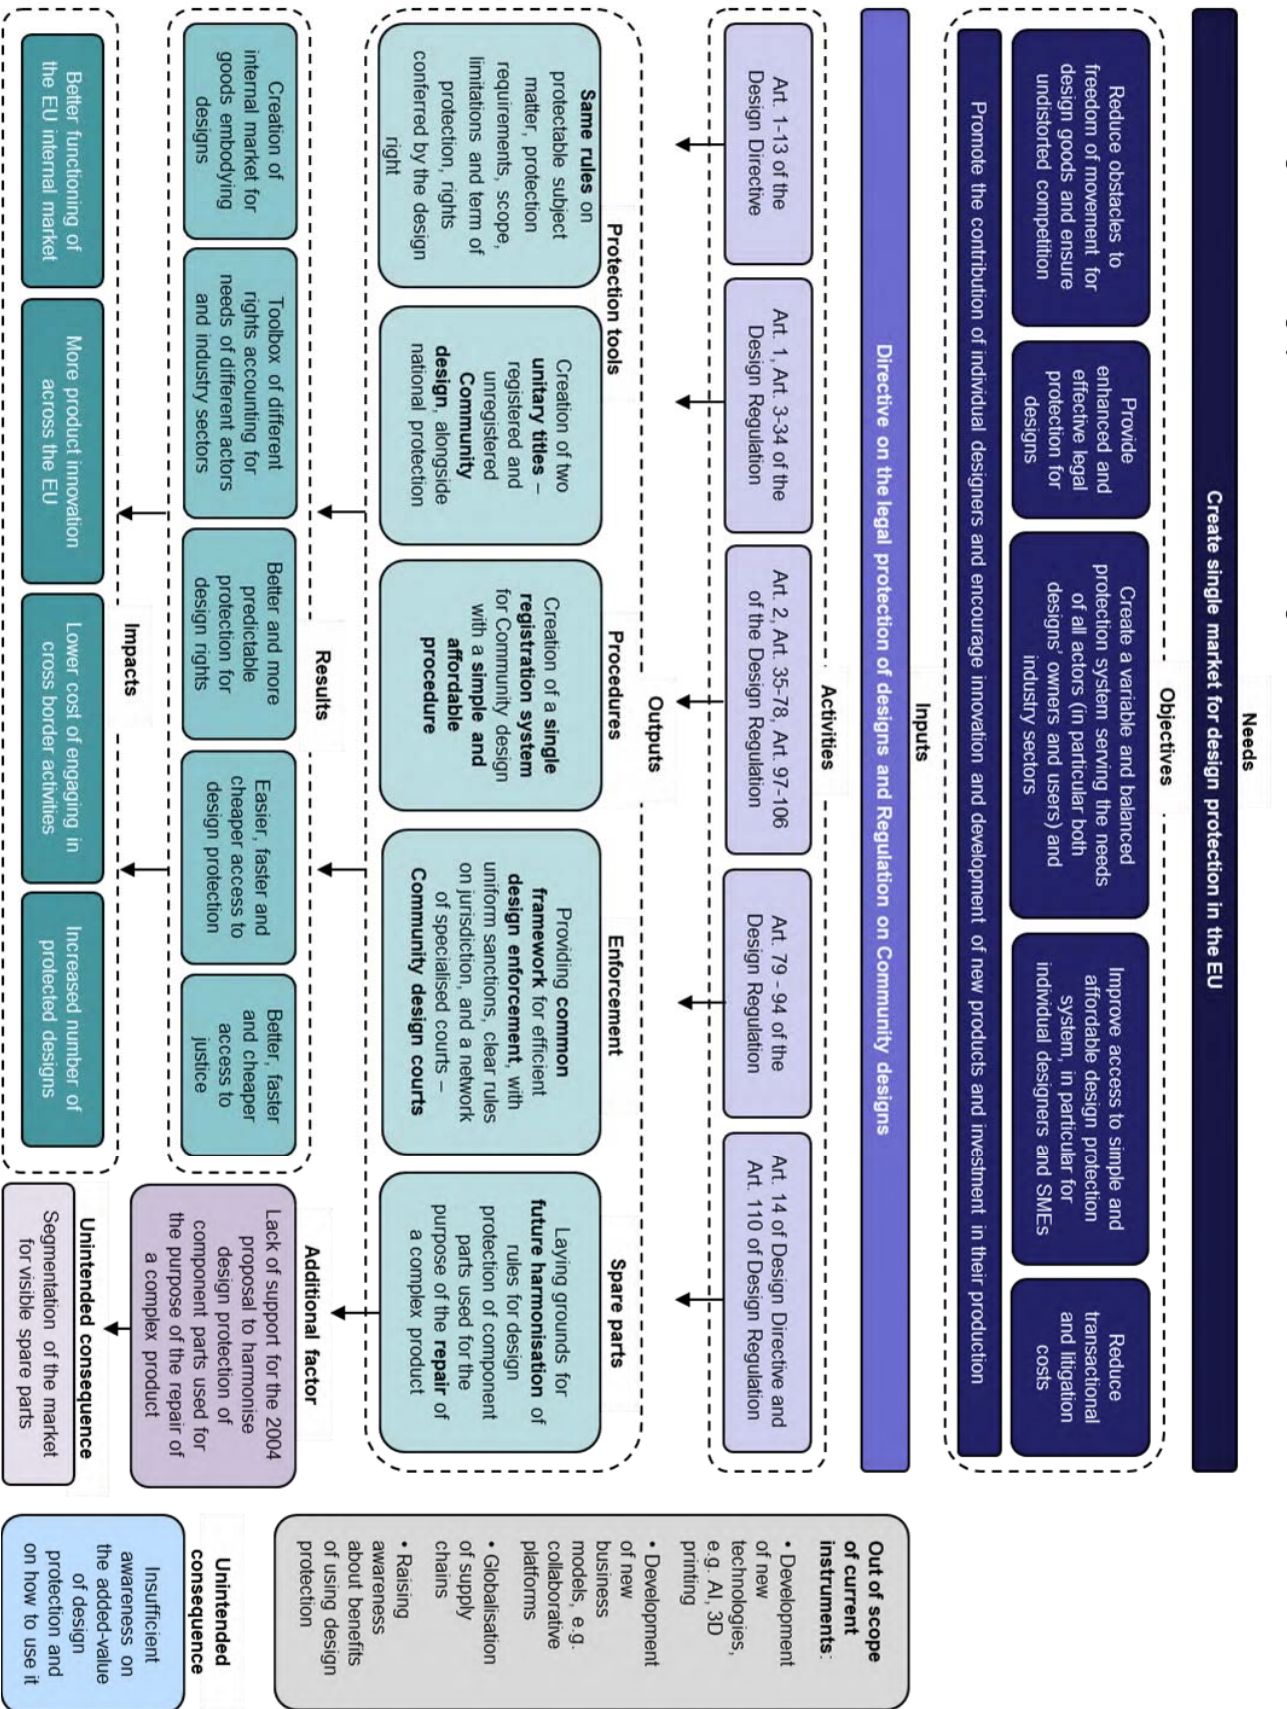 Needs
Create single market for design protection in the EU
Objectives
Reduce obstacles to
freedom of movement for
design goods and ensure
undistorted competition
Provide
enhanced and
effective legal
protection for
designs
Create a variable and balanced
protection system serving the needs
of all actors (in particular both
designs' owners and users) and
industry sectors
Improve access to simple and
affordable design protection
system, in particular for
individual designers and SMEs
Reduce
transactional
and litigation
costs
Promote the contribution of individual designers and encourage innovation and development of new products and investment in their production
Inputs
Directive on the legal protection of designs and Regulation on Community designs
Activities
Art. 1-13 of the
Design Directive
Art. 1, Art. 3-34 of the
Design Regulation
Art. 2, Art. 35-78, Art. 97-106
of the Design Regulation
Art. 79 - 94 of the
Design Regulation
Art. 14 of Design Directive and
Art. 110 of Design Regulation
Outputs
Protection tools
Same rules on
protectable subject
matter, protection
requirements, scope,
limitations and term of
protection, rights
conferred by the design
right
Creation of two
unitary titles –
registered and
unregistered
Community
design, alongside
national protection
Procedures
Creation of a single
registration system
for Community design
with a simple and
affordable
procedure
Enforcement
Providing common
framework for efficient
design enforcement, with
uniform sanctions, clear rules
on jurisdiction, and a network
of specialised courts –
Community design courts
Spare parts
Laying grounds for
future harmonisation of
rules for design
protection of component
parts used for the
purpose of the repair of
a complex product
Results
Creation of
internal market for
goods embodying
designs
Toolbox of different
rights accounting for
needs of different actors
and industry sectors
Better and more
predictable
protection for
design rights
Easier, faster and
cheaper access to
design protection
Better, faster
and cheaper
access to
justice
Additional factor
Lack of support for the 2004
proposal to harmonise
design protection of
component parts used for
the purpose of the repair of
a complex product
Impacts
Better functioning of
the EU internal market
More product innovation
across the EU
Lower cost of engaging in
cross border activities
Increased number of
protected designs
Unintended consequence
Segmentation of the market
for visible spare parts
Out of scope
of current
instruments:
• Development
of new
technologies,
e.g. AI, 3D
printing
• Development
of new
business
models, e.g.
collaborative
platforms
• Globalisation
of supply
chains
• Raising
awareness
about benefits
of using design
protection
Unintended
consequence
Insufficient
awareness on
the added-value
of design
protection and
on how to use it